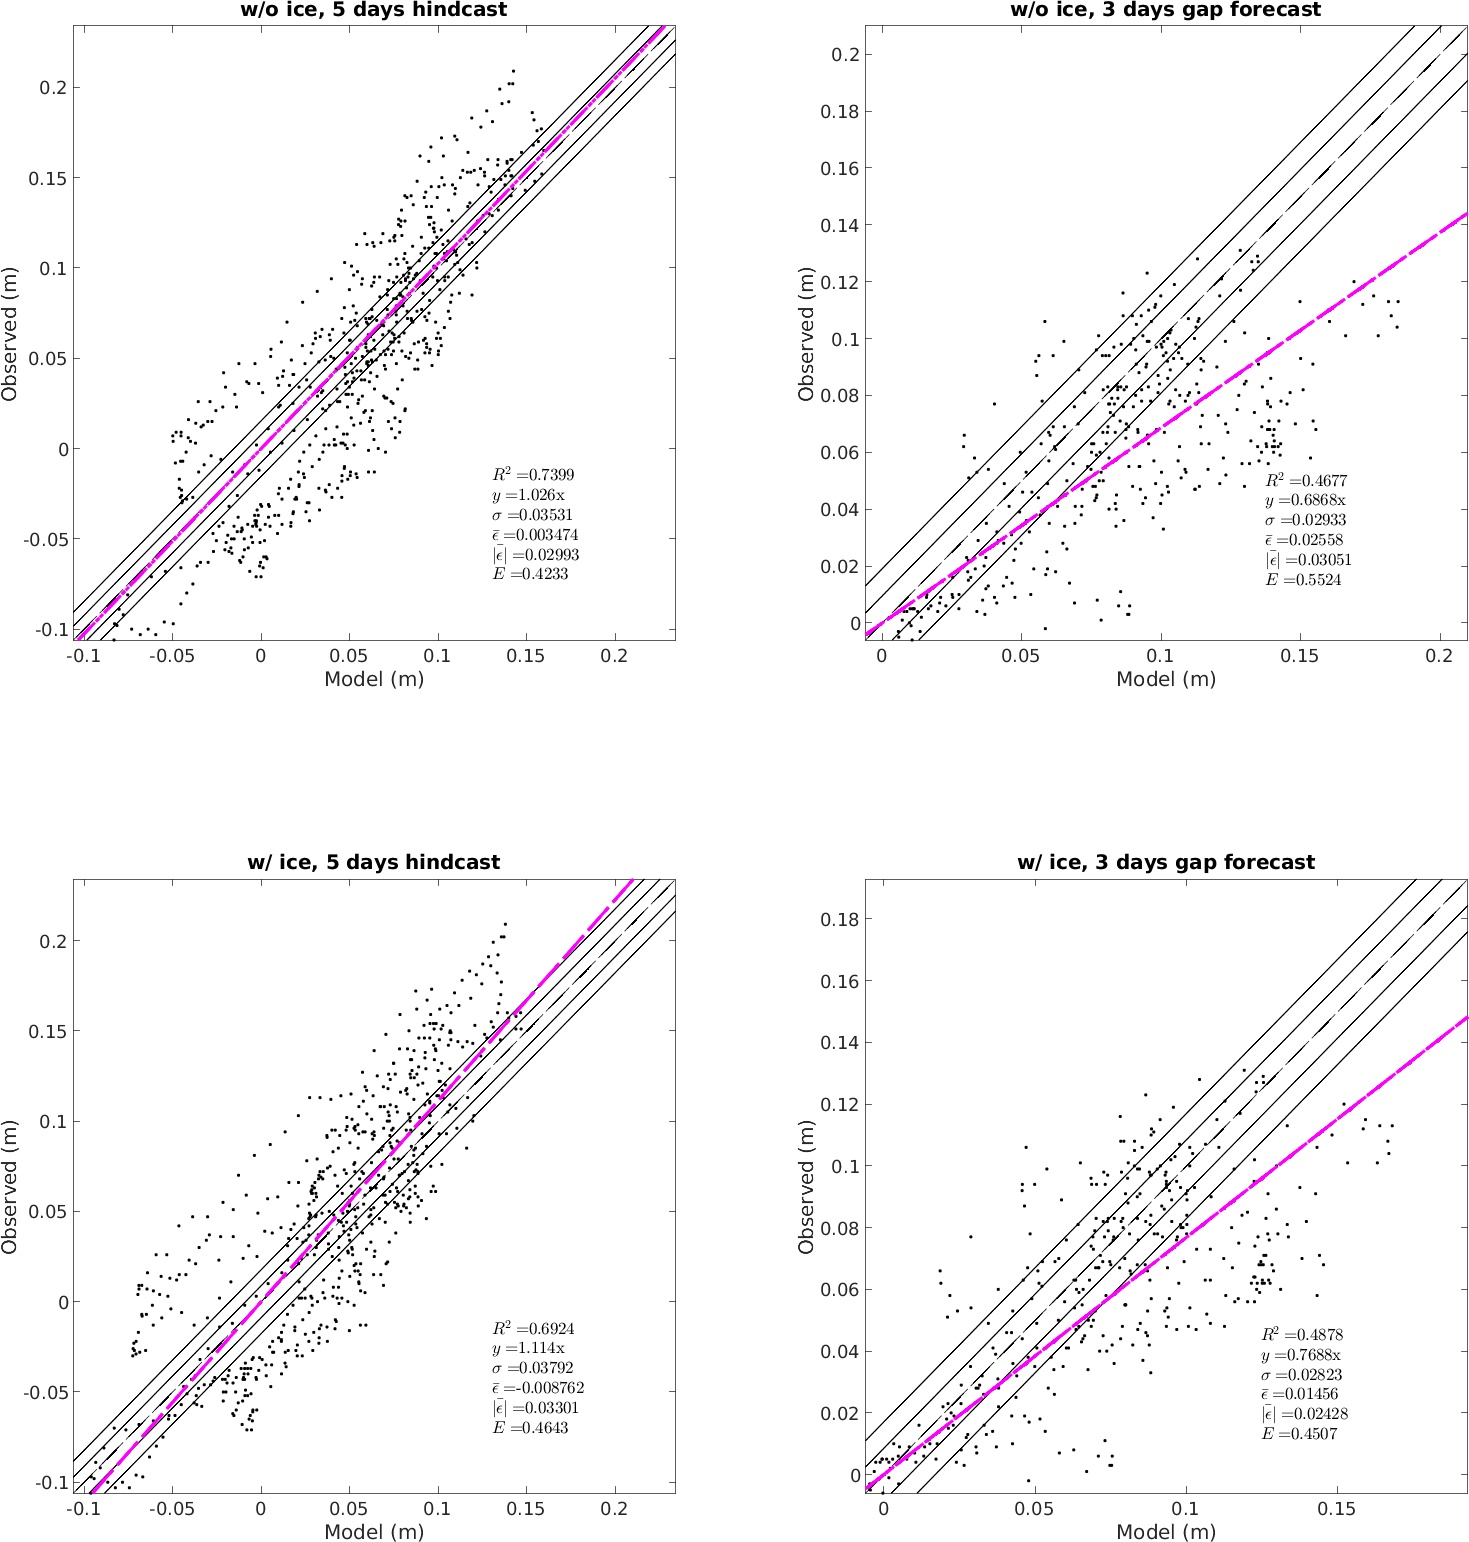 w/o ice, 5 days hindcast
0.2
0.15
0.1
0.05
0
-0.05
-0.1
Observed (m)
R² =0.7399
y =1.026x
σ =0.03531
ϵ̄ =0.003474
|ϵ̄| =0.02993
E =0.4233
-0.1 -0.05 0 0.05 0.1 0.15 0.2
Model (m)
w/o ice, 3 days gap forecast
0.2
0.18
0.16
0.14
0.12
0.1
0.08
0.06
0.04
0.02
0
Observed (m)
R² =0.4677
y =0.6868x
σ =0.02933
ϵ̄ =0.02558
|ϵ̄| =0.03051
E =0.5524
0 0.05 0.1 0.15 0.2
Model (m)
w/ ice, 5 days hindcast
0.2
0.15
0.1
0.05
0
-0.05
-0.1
Observed (m)
R² =0.6924
y =1.114x
σ =0.03792
ϵ̄ =-0.008762
|ϵ̄| =0.03301
E =0.4643
-0.1 -0.05 0 0.05 0.1 0.15 0.2
Model (m)
w/ ice, 3 days gap forecast
0.18
0.16
0.14
0.12
0.1
0.08
0.06
0.04
0.02
0
Observed (m)
R² =0.4878
y =0.7688x
σ =0.02823
ϵ̄ =0.01456
|ϵ̄| =0.02428
E =0.4507
0 0.05 0.1 0.15
Model (m)